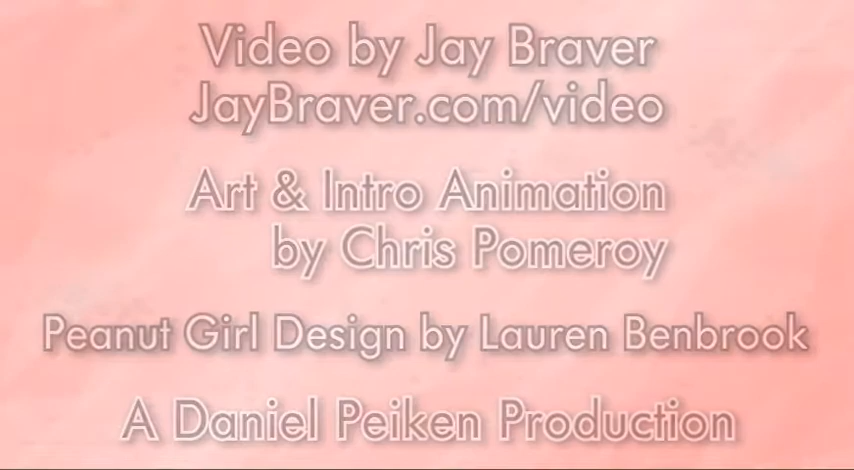 Video by Jay Braver
JayBraver.com/video
Art & Intro Animation
by Chris Pomeroy
Peanut Girl Design by Lauren Benbrook
A Daniel Peiken Production